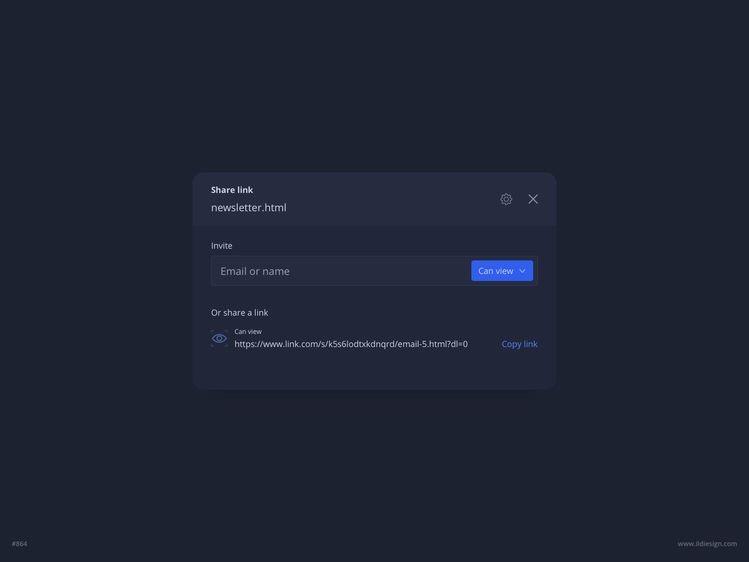 Share link
newsletter.html
Invite
Email or name
Can view
Or share a link
Can view
https://www.link.com/s/k5s6lodtxkdnqrd/email-5.html?dl=0
Copy link
#864
www.ildiesign.com